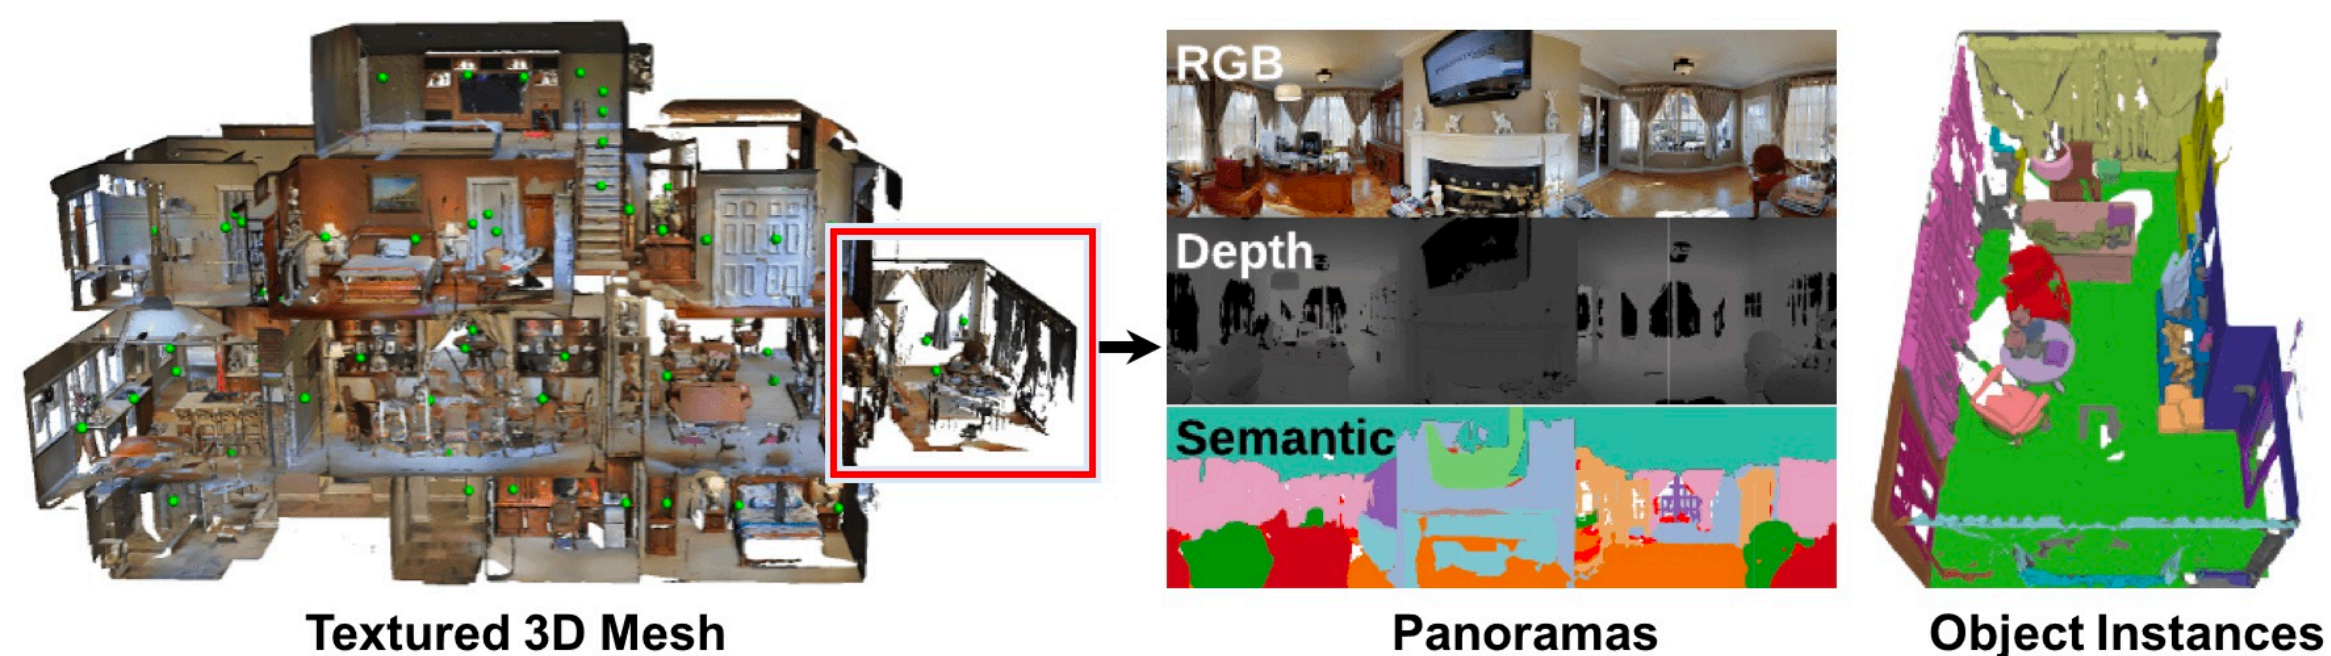 RGB
Depth
Semantic
Textured 3D Mesh
Panoramas
Object Instances